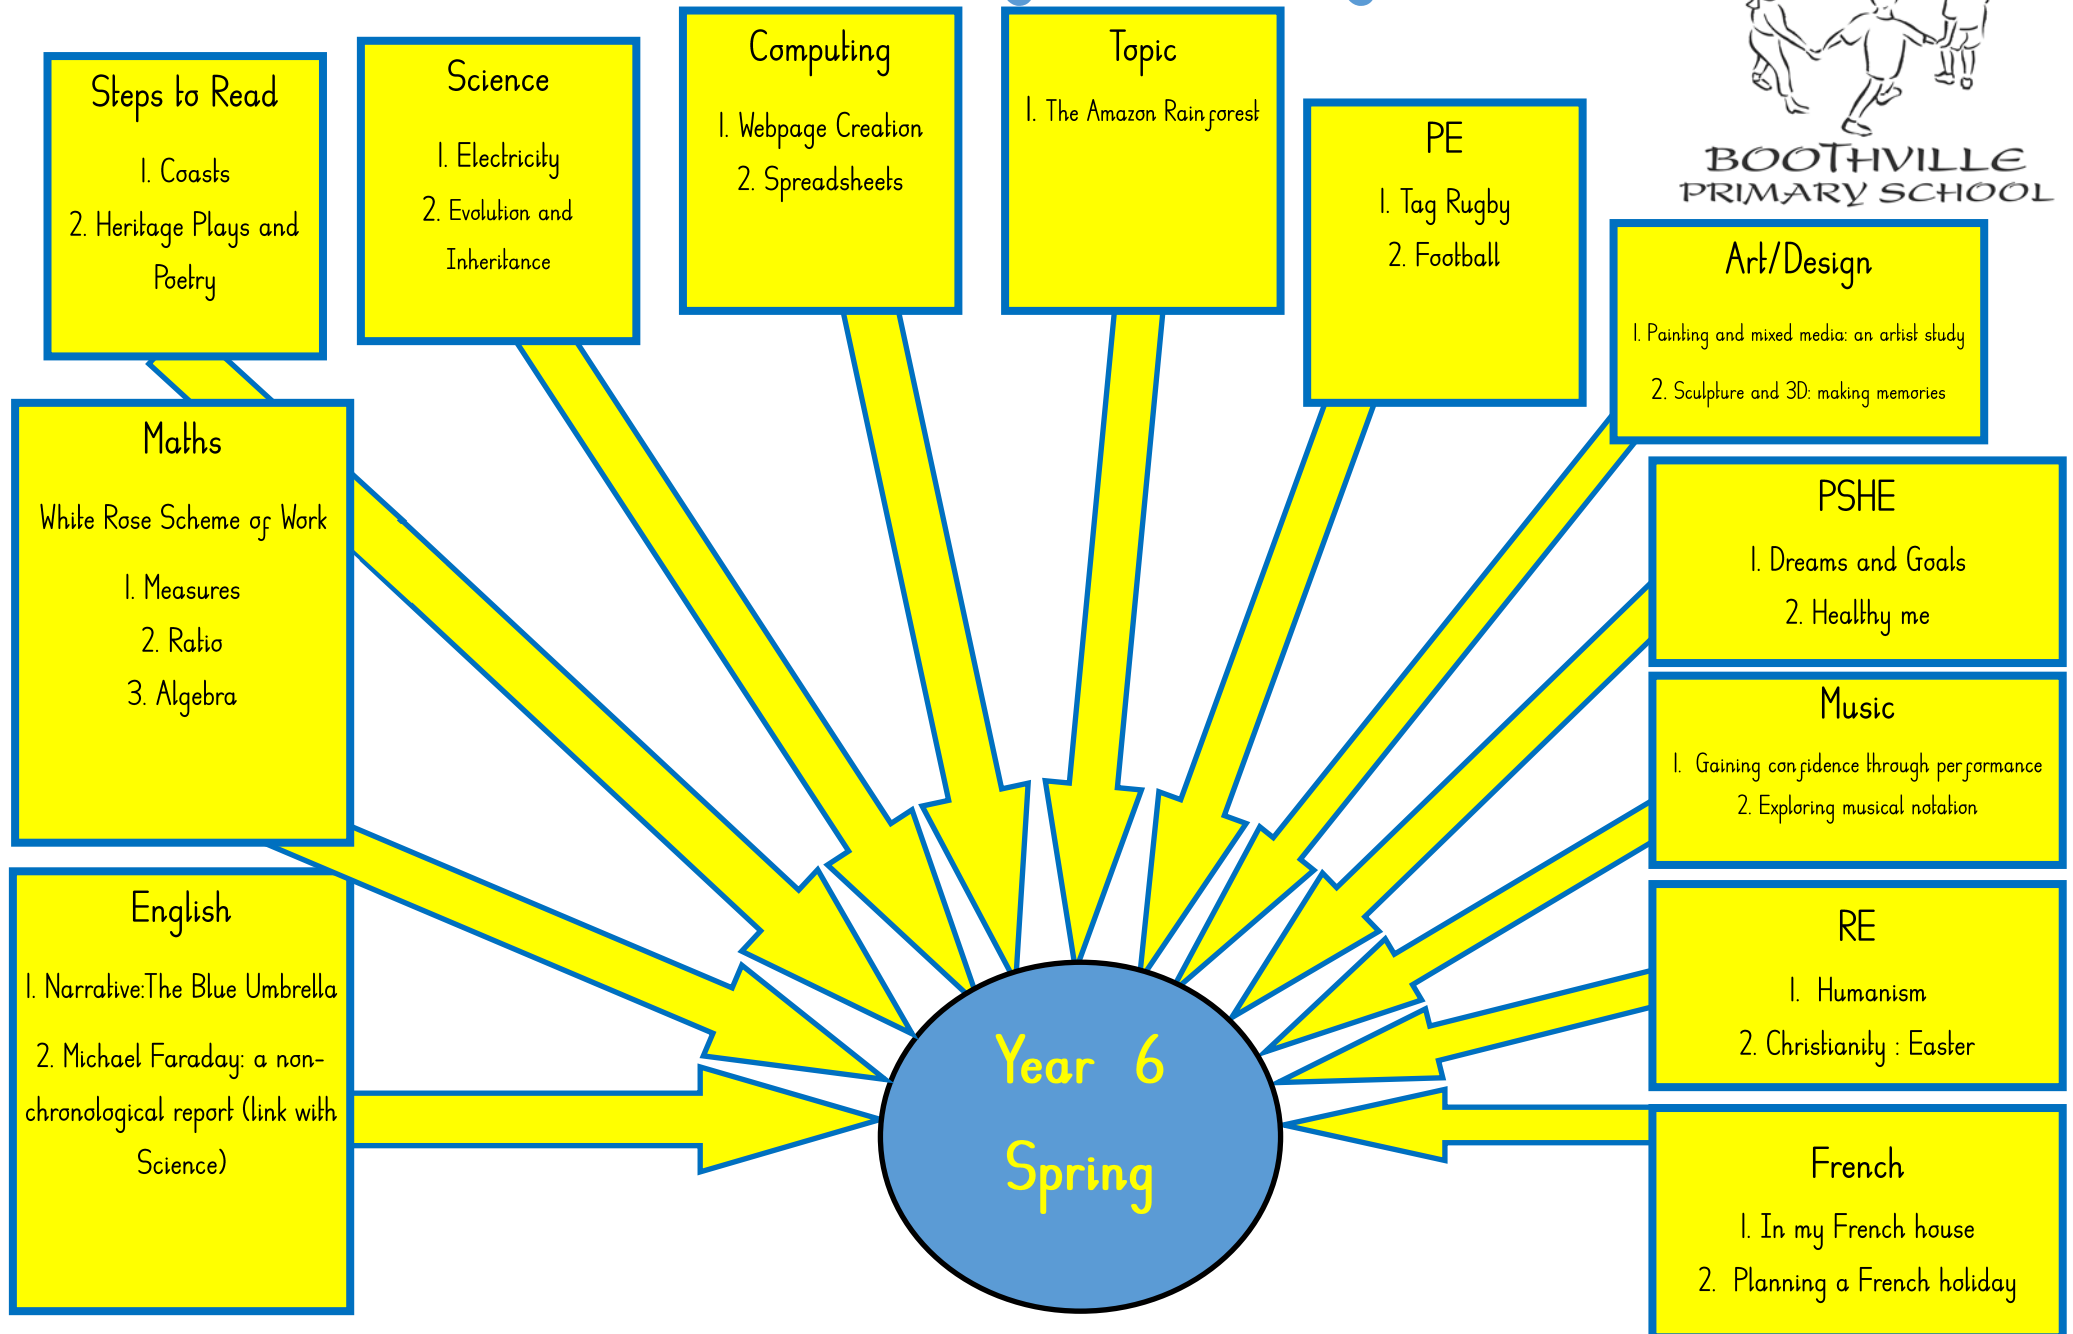 Steps to Read
1. Coasts
2. Heritage Plays and
Poetry
Science
1. Electricity
2. Evolution and
Inheritance
Computing
1. Webpage Creation
2. Spreadsheets
Topic
1. The Amazon Rainforest
PE
1. Tag Rugby
2. Football
BOOTHVILLE
PRIMARY SCHOOL
Art/Design
1. Painting and mixed media: an artist study
2. Sculpture and 3D: making memories
Maths
White Rose Scheme of Work
1. Measures
2. Ratio
3. Algebra
PSHE
1. Dreams and Goals
2. Healthy me
Music
1. Gaining confidence through performance
2. Exploring musical notation
English
1. Narrative:The Blue Umbrella
2. Michael Faraday: a non-
chronological report (link with
Science)
RE
1. Humanism
2. Christianity : Easter
Year 6
Spring
French
1. In my French house
2. Planning a French holiday